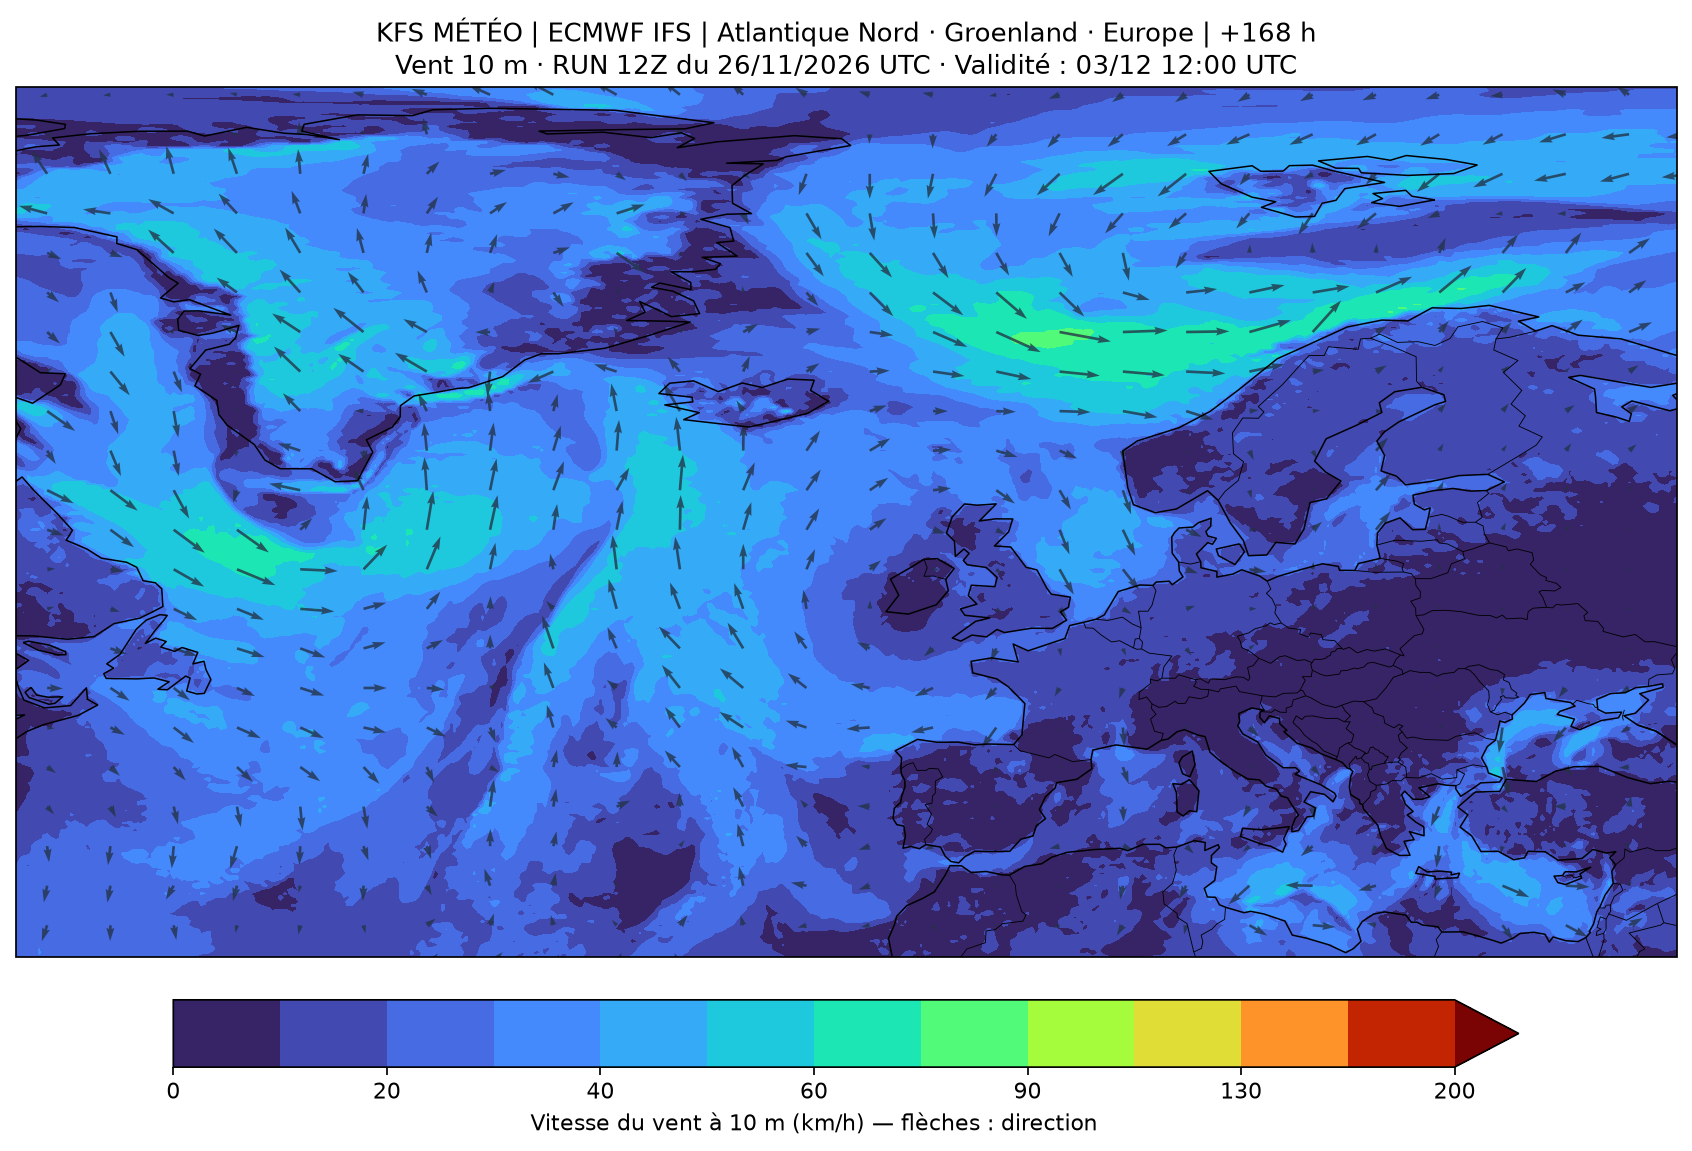 KFS MÉTÉO | ECMWF IFS | Atlantique Nord · Groenland · Europe | +168 h
Vent 10 m · RUN 12Z du 26/11/2026 UTC · Validité : 03/12 12:00 UTC
0 20 40 60 90 130 200
Vitesse du vent à 10 m (km/h) — flèches : direction